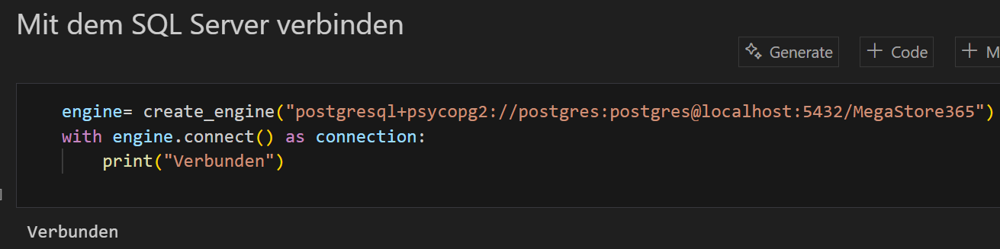 Mit dem SQL Server verbinden
Generate
+ Code
+ M
engine= create_engine("postgresql+psycopg2://postgres:postgres@localhost:5432/MegaStore365")
with engine.connect() as connection:
print("Verbunden")
]
Verbunden